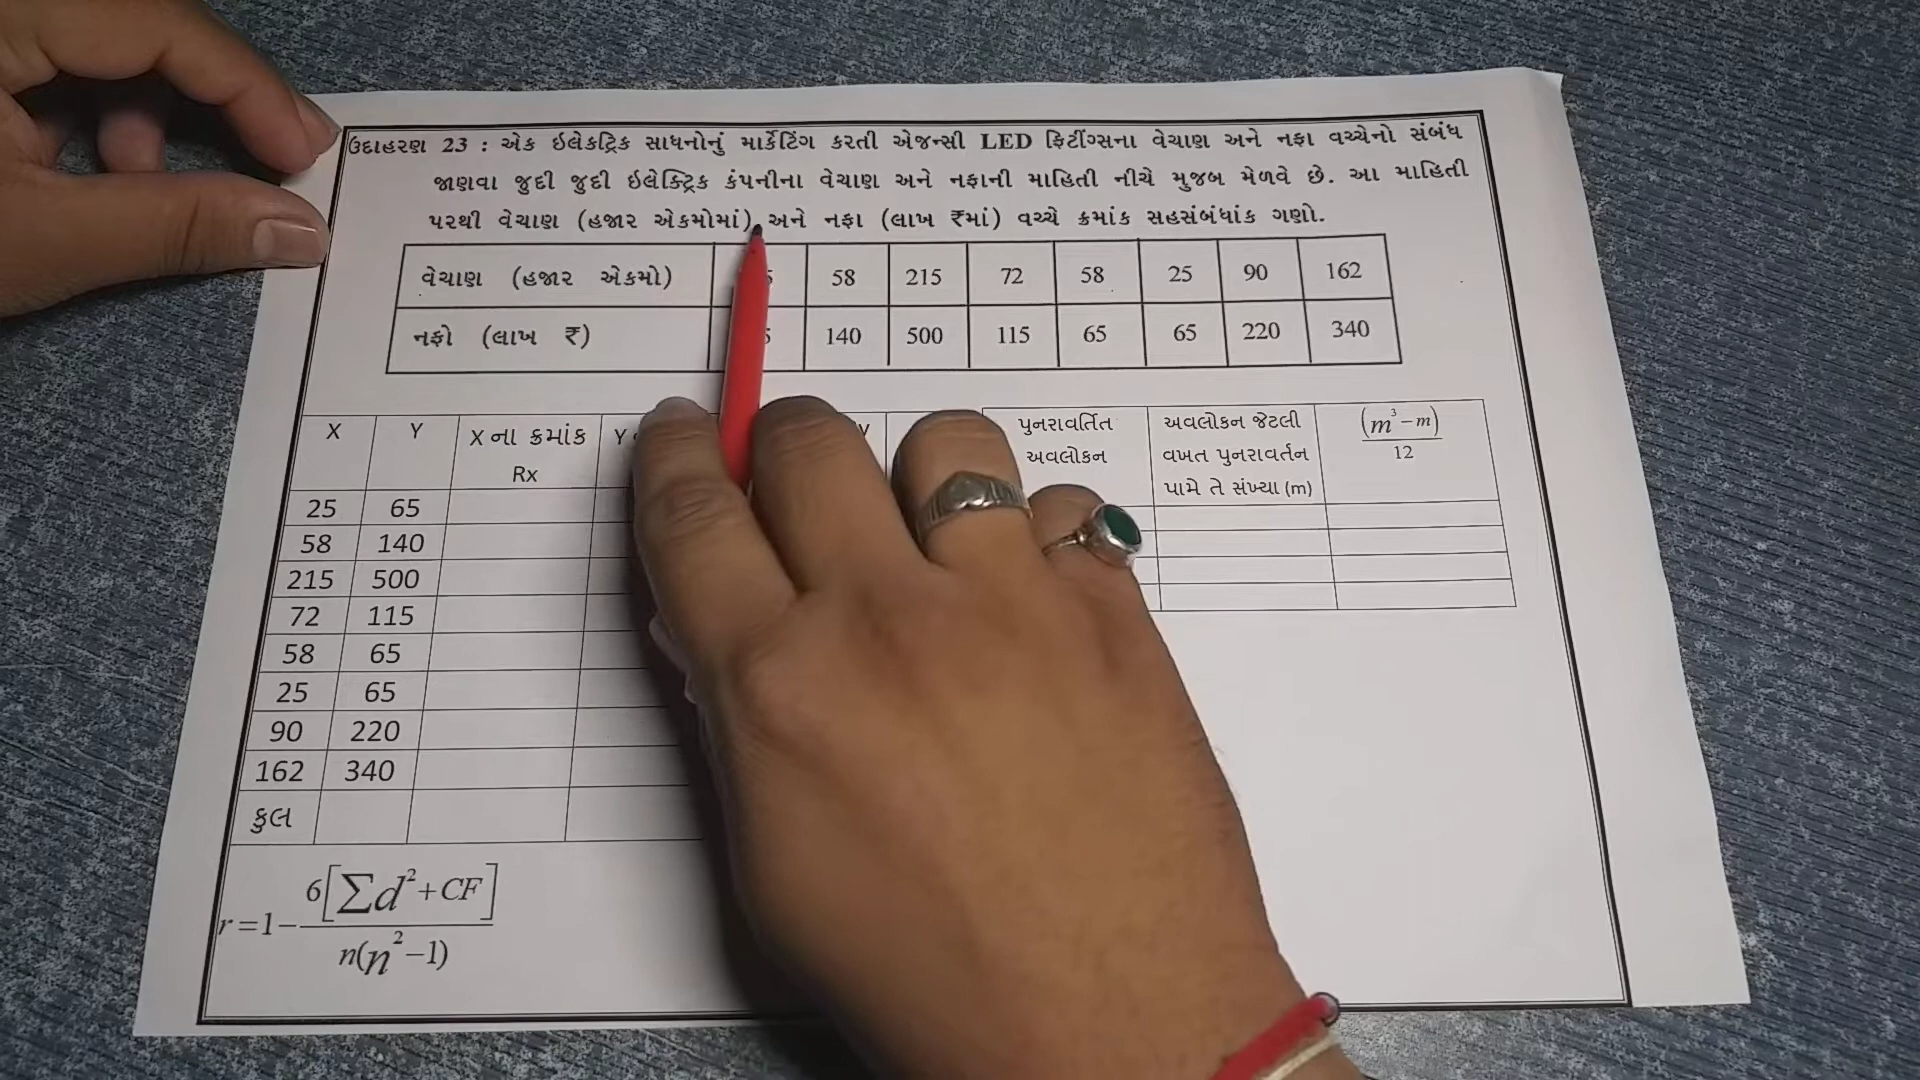 ઉદાહરણ 23 : એક ઇલેકટ્રિક સાધનોનું માર્કેટિંગ કરતી એજન્સી LED ફિટીંગ્સના વેચાણ અને નફા વચ્ચેનો સંબંધ
જાણવા જુદી જુદી ઇલેક્ટ્રિક કંપનીના વેચાણ અને નફાની માહિતી નીચે મુજબ મેળવે છે. આ માહિતી
પરથી વેચાણ (હજાર એકમોમાં) અને નફા (લાખ ₹માં) વચ્ચે ક્રમાંક સહસંબંધાંક ગણો.
વેચાણ (હજાર એકમો) 58 215 72 58 25 90 162
નફો (લાખ ₹) 140 500 115 65 65 220 340
X Y X ના ક્રમાંક Y પુનરાવર્તિત અવલોકન જેટલી (m³−m)
Rx અવલોકન વખત પુનરાવર્તન 12
પામે તે સંખ્યા (m)
25 65
58 140
215 500
72 115
58 65
25 65
90 220
162 340
કુલ
r=1− 6[∑d²+CF]
n(n²−1)